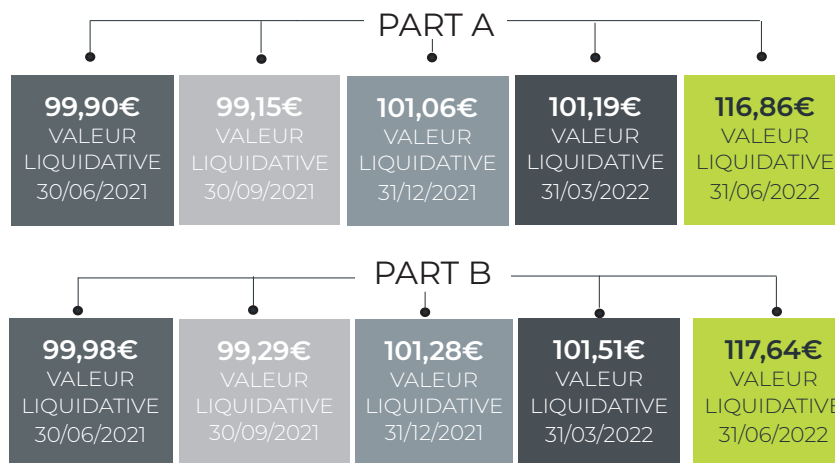 PART A
99,90€ 99,15€ 101,06€ 101,19€ 116,86€
VALEUR VALEUR VALEUR VALEUR VALEUR
LIQUIDATIVE LIQUIDATIVE LIQUIDATIVE LIQUIDATIVE LIQUIDATIVE
30/06/2021 30/09/2021 31/12/2021 31/03/2022 31/06/2022
PART B
99,98€ 99,29€ 101,28€ 101,51€ 117,64€
VALEUR VALEUR VALEUR VALEUR VALEUR
LIQUIDATIVE LIQUIDATIVE LIQUIDATIVE LIQUIDATIVE LIQUIDATIVE
30/06/2021 30/09/2021 31/12/2021 31/03/2022 31/06/2022